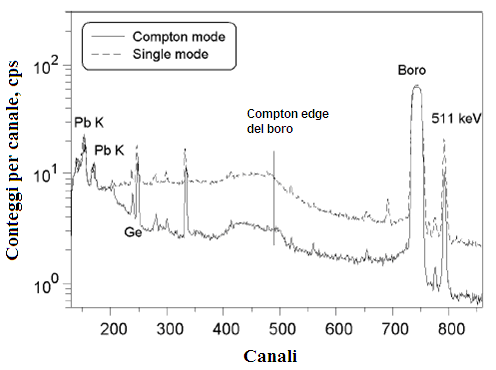 Compton mode
Single mode
10²
10¹
10⁰
Conteggi per canale, cps
Pb K
Pb K
Ge
Compton edge
del boro
Boro
511 keV
200
300
400
500
600
700
800
Canali